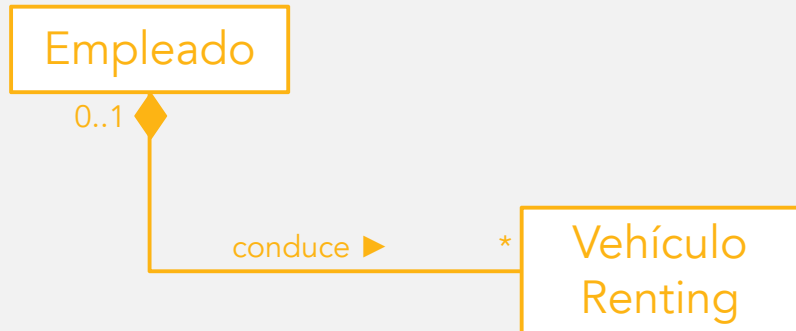 Empleado
0..1
conduce ►
*
Vehículo
Renting